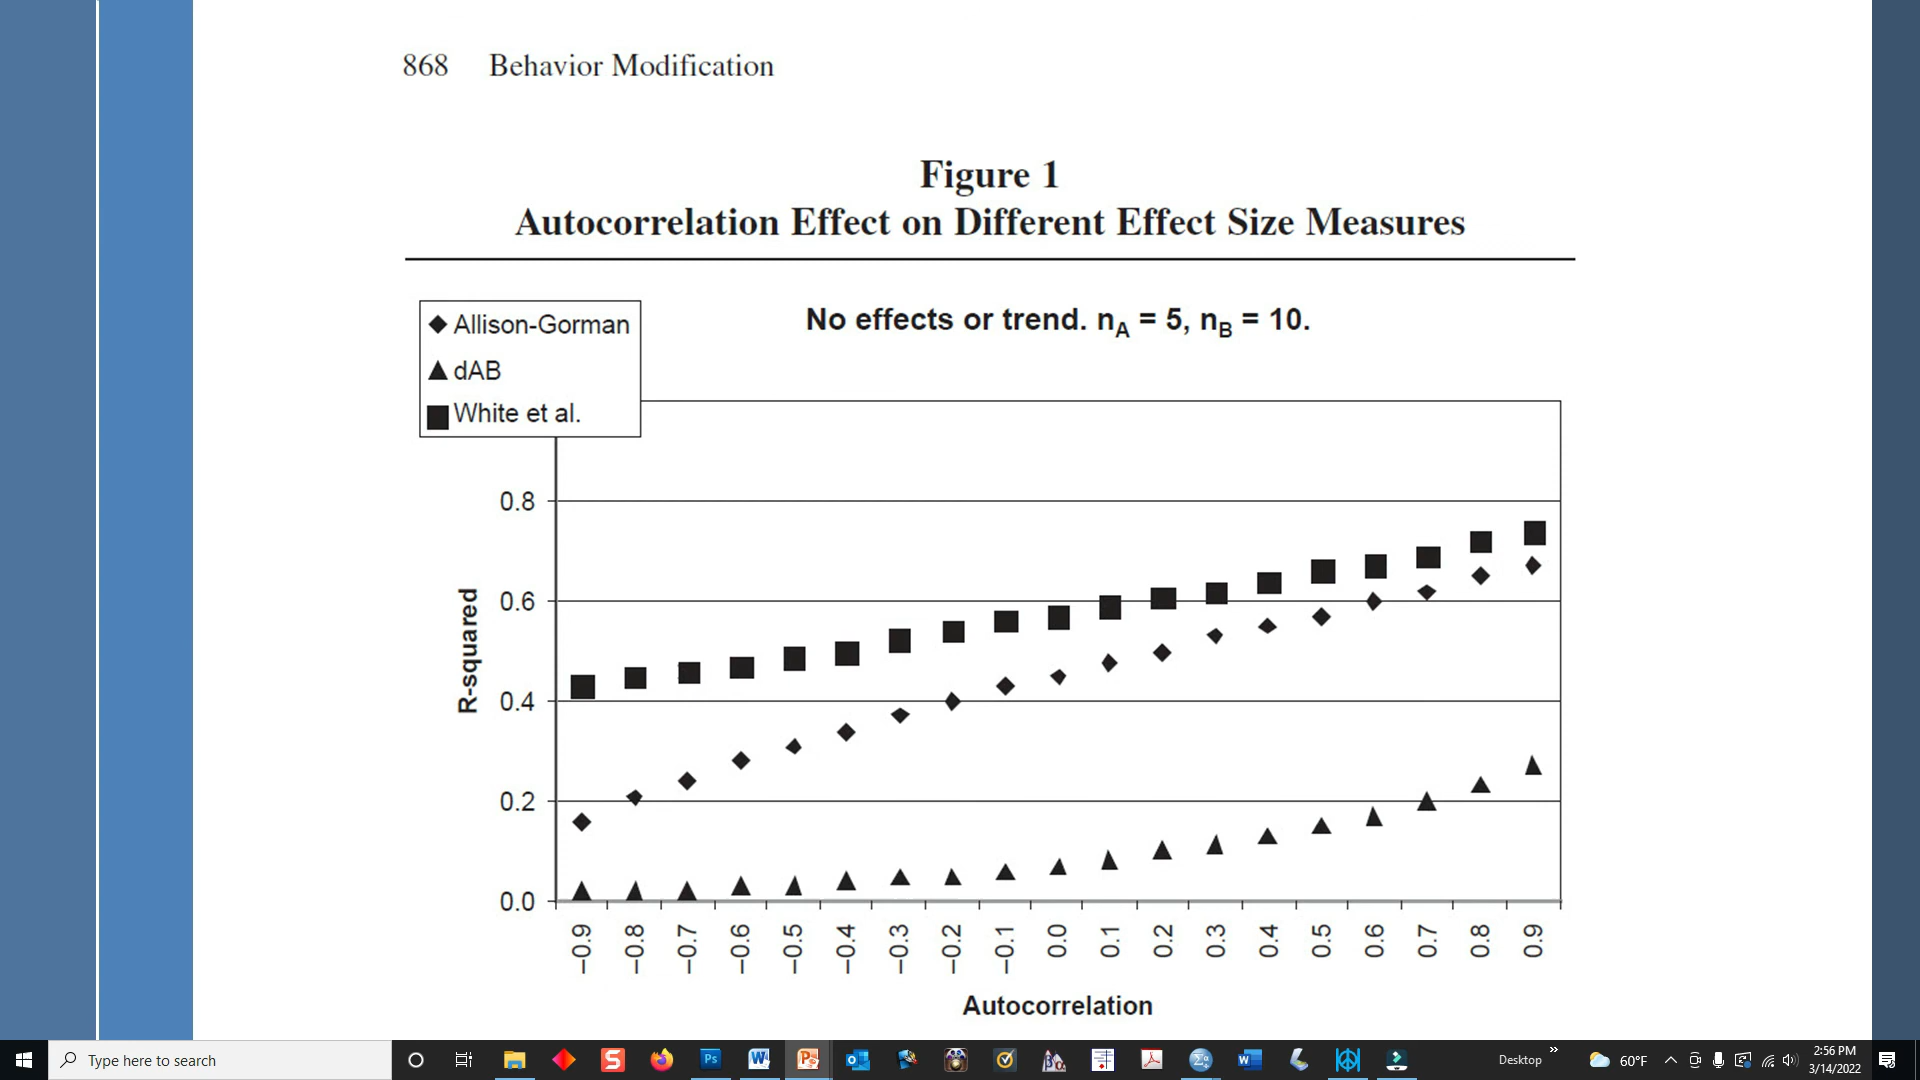 868 Behavior Modification
Figure 1
Autocorrelation Effect on Different Effect Size Measures
No effects or trend. nA = 5, nB = 10.
Allison-Gorman
dAB
White et al.
R-squared
0.8
0.6
0.4
0.2
0.0
−0.9 −0.8 −0.7 −0.6 −0.5 −0.4 −0.3 −0.2 −0.1 0.0 0.1 0.2 0.3 0.4 0.5 0.6 0.7 0.8 0.9
Autocorrelation
Type here to search
S
Ps
W
P
W
Desktop
60°F
2:56 PM
3/14/2022